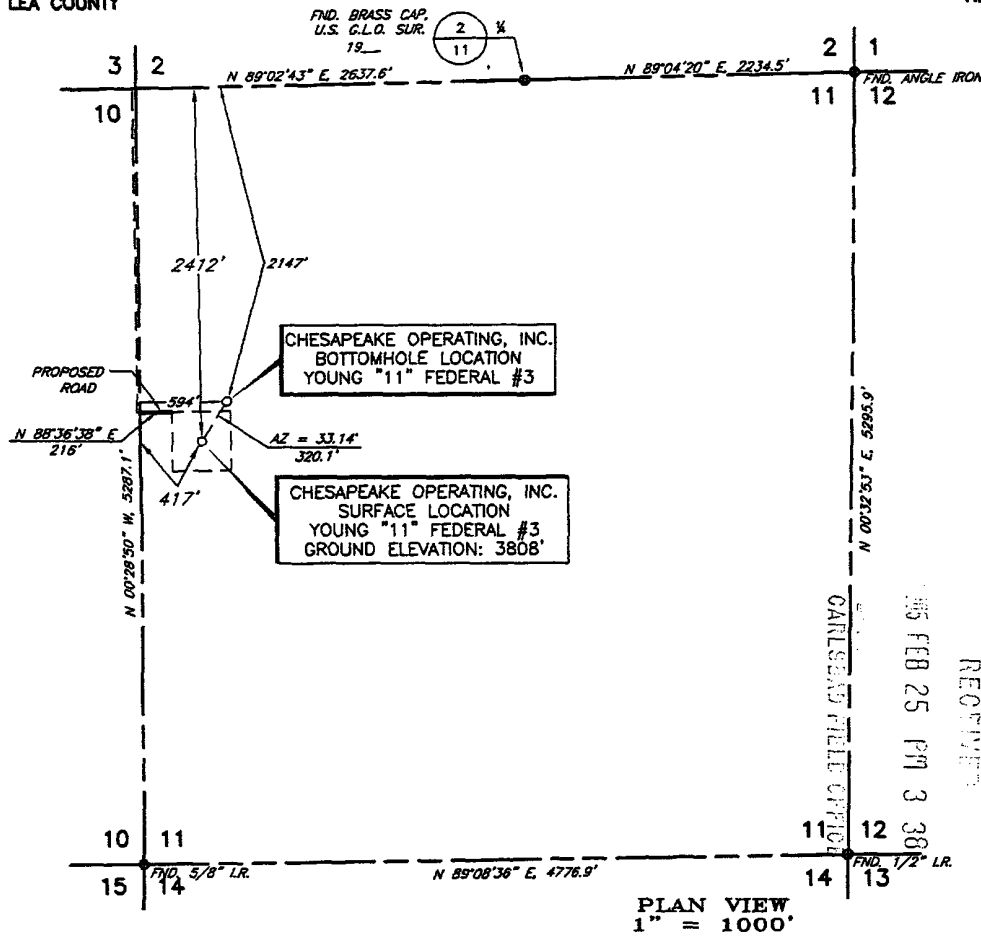 LEA COUNTY
FND. BRASS CAP,
U.S. G.L.O. SUR.
19__
2
11
¼
3 2
10
N 89°02'43" E, 2637.6'
N 89°04'20" E, 2234.5'
2 1
11 12
FND. ANGLE IRON
2412'
2147'
CHESAPEAKE OPERATING, INC.
BOTTOMHOLE LOCATION
YOUNG "11" FEDERAL #3
PROPOSED
ROAD
594'
N 88°36'38" E
216'
AZ = 33.14°
320.1'
417'
CHESAPEAKE OPERATING, INC.
SURFACE LOCATION
YOUNG "11" FEDERAL #3
GROUND ELEVATION: 3808'
N 00°28'50" W, 5287.1'
N 00°32'53" E, 5295.9'
FEB 25 PM 3 38
CARLSBAD FIELD OFFICE
10 11
15 14
FND. 5/8" I.R.
N 89°08'36" E, 4776.9'
11 12
14 13
FND. 1/2" I.R.
PLAN VIEW
1" = 1000'